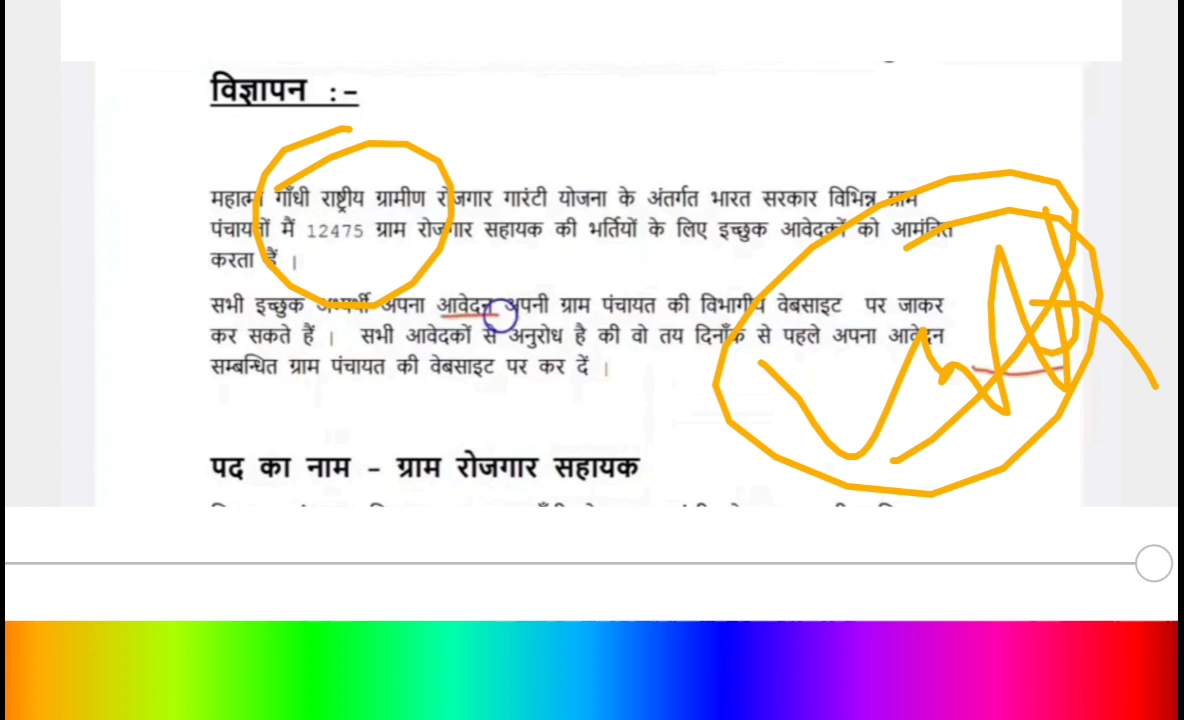 विज्ञापन :-
महात्मा गाँधी राष्ट्रीय ग्रामीण रोजगार गारंटी योजना के अंतर्गत भारत सरकार विभिन्न ग्राम
पंचायतों मैं 12475 ग्राम रोजगार सहायक की भर्तियों के लिए इच्छुक आवेदकों को आमंत्रित
करता हैं |
सभी इच्छुक अभ्यर्थी अपना आवेदन अपनी ग्राम पंचायत की विभागीय वेबसाइट पर जाकर
कर सकते हैं | सभी आवेदकों से अनुरोध है की वो तय दिनाँक से पहले अपना आवेदन
सम्बन्धित ग्राम पंचायत की वेबसाइट पर कर दें |
पद का नाम - ग्राम रोजगार सहायक